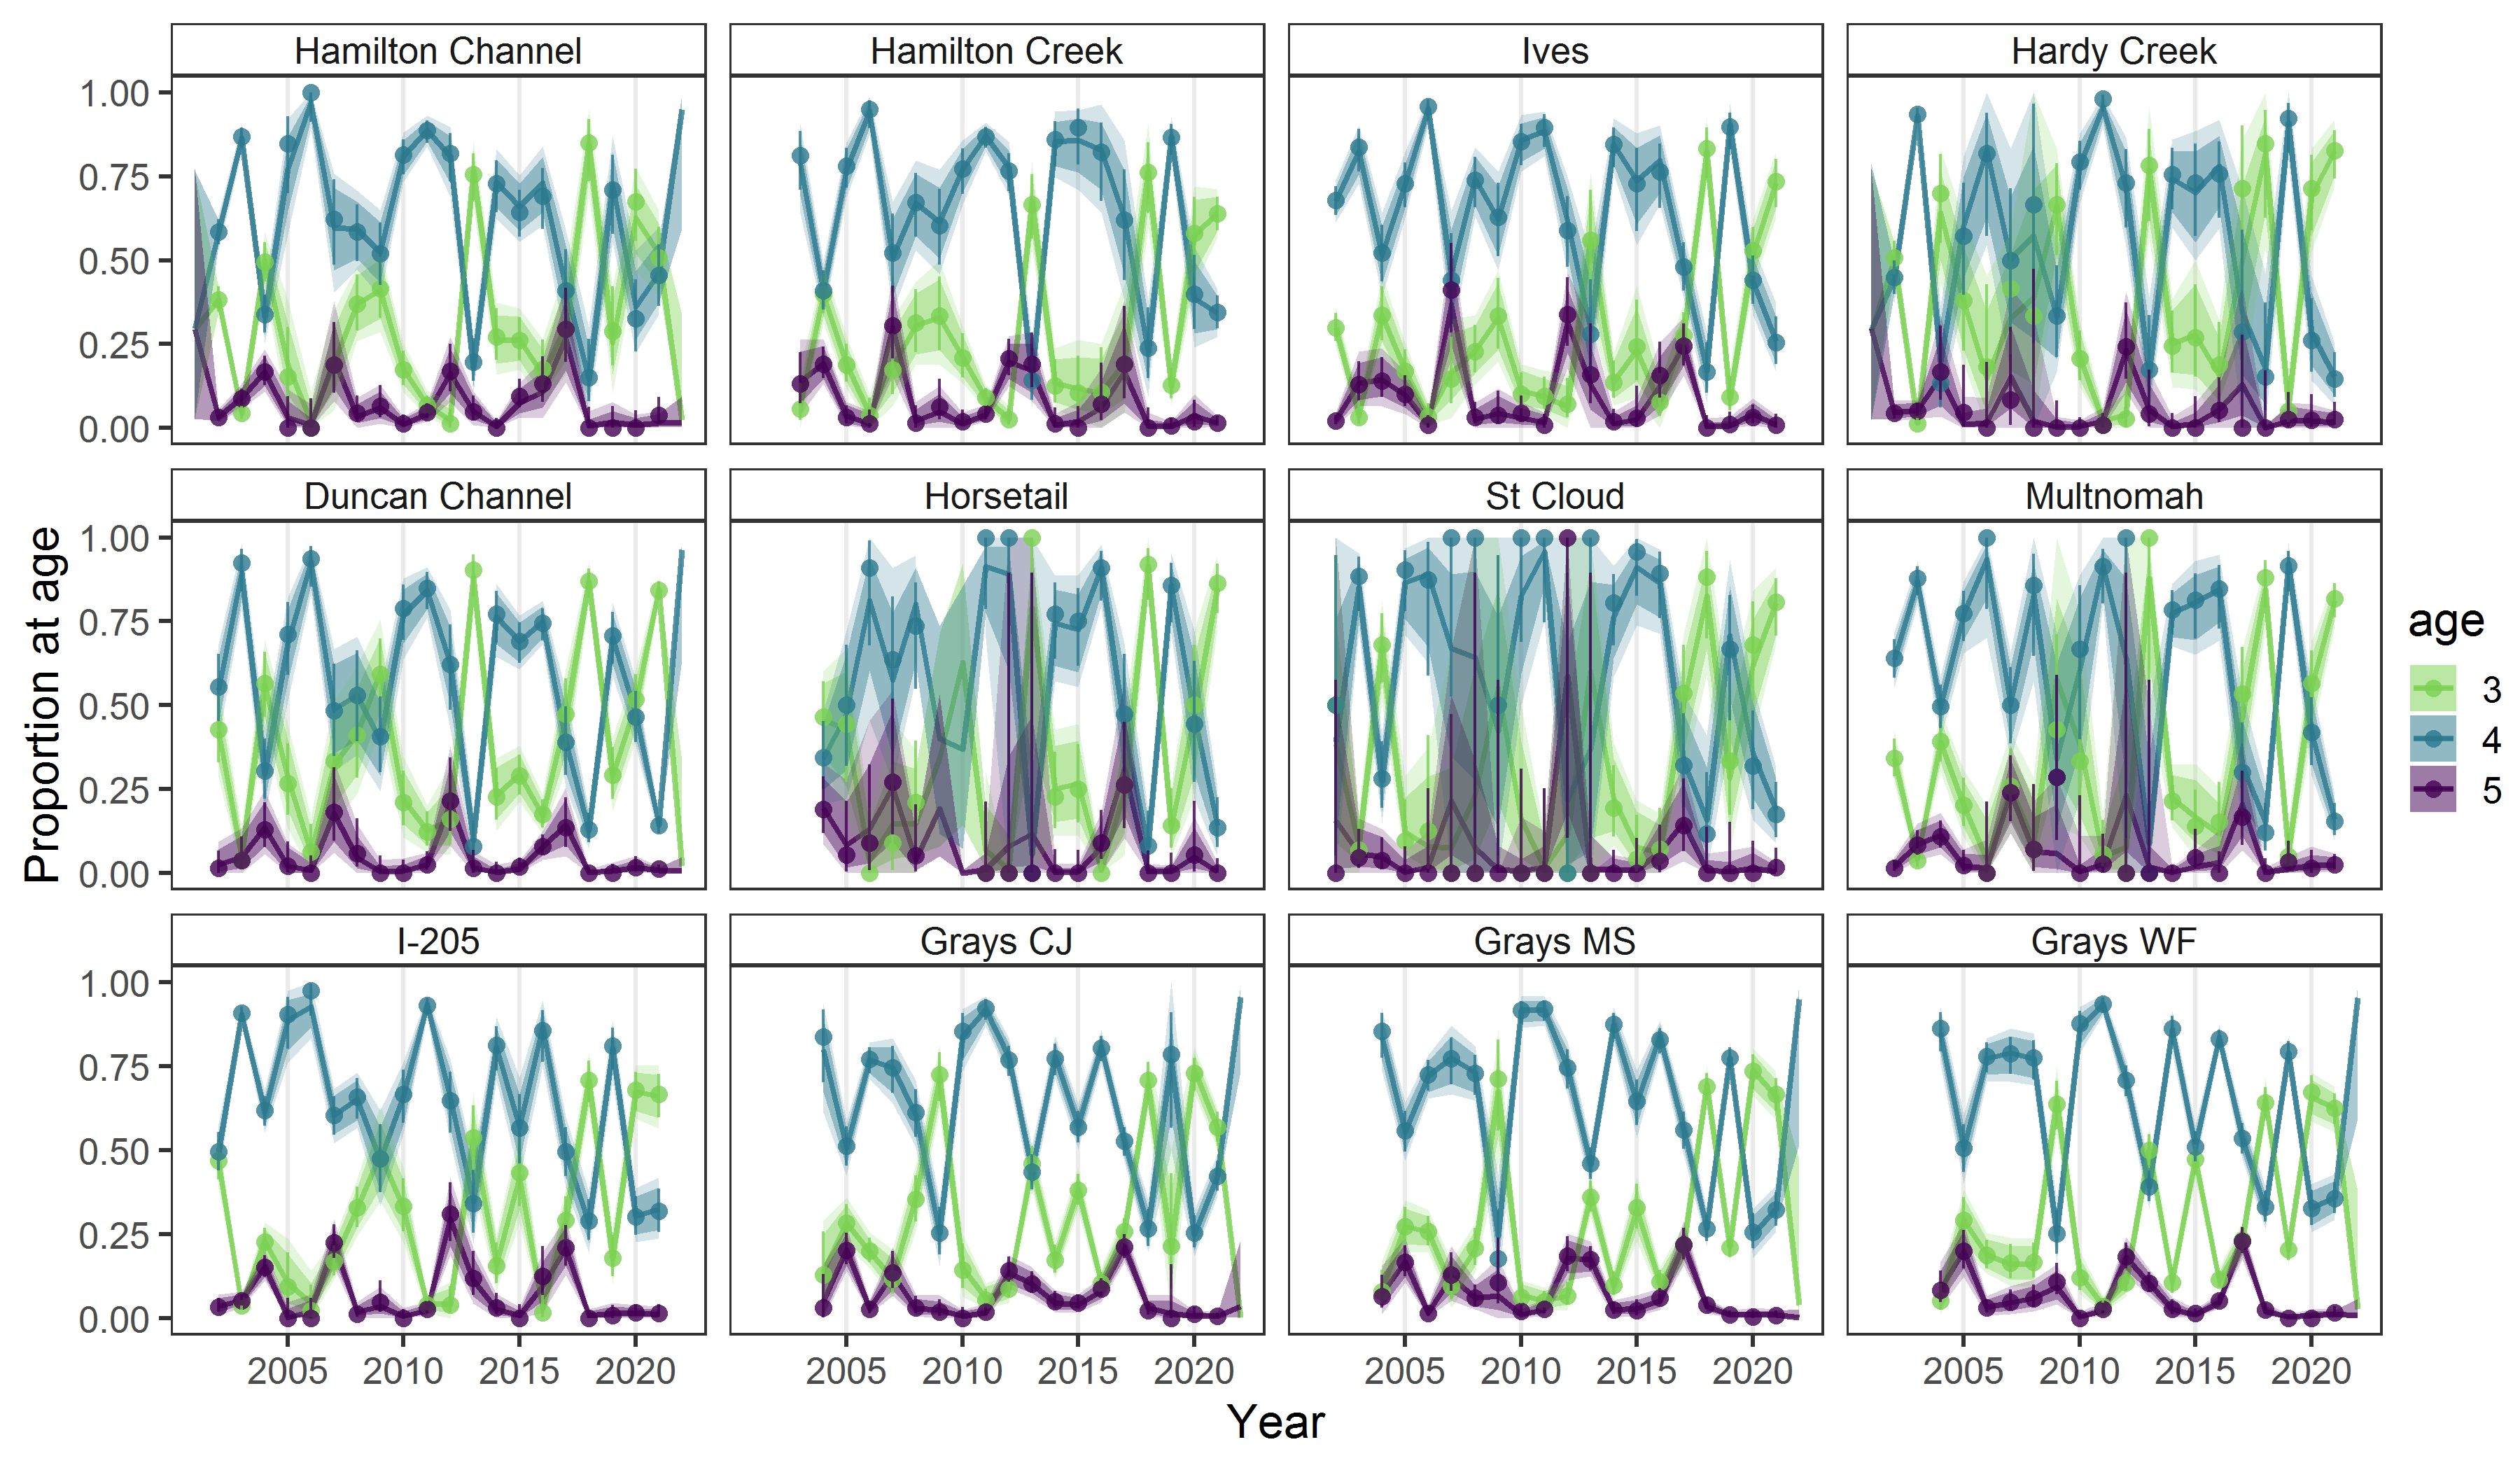 Hamilton Channel
Hamilton Creek
Ives
Hardy Creek
1.00
0.75
0.50
0.25
0.00
Duncan Channel
Horsetail
St Cloud
Multnomah
1.00
0.75
0.50
0.25
0.00
Proportion at age
I-205
Grays CJ
Grays MS
Grays WF
1.00
0.75
0.50
0.25
0.00
2005 2010 2015 2020
2005 2010 2015 2020
2005 2010 2015 2020
2005 2010 2015 2020
Year
age
3
4
5